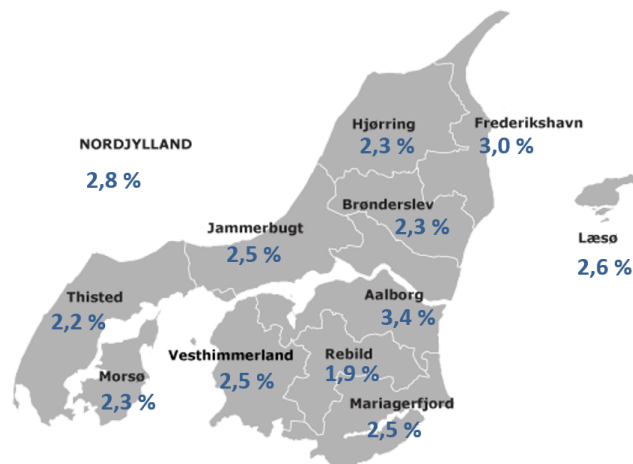 Hjørring
2,3 %
Frederikshavn
3,0 %
NORDJYLLAND
2,8 %
Brønderslev
2,3 %
Jammerbugt
2,5 %
Læsø
2,6 %
Thisted
2,2 %
Aalborg
3,4 %
Vesthimmerland
2,5 %
Rebild
1,9 %
Morsø
2,3 %
Mariagerfjord
2,5 %